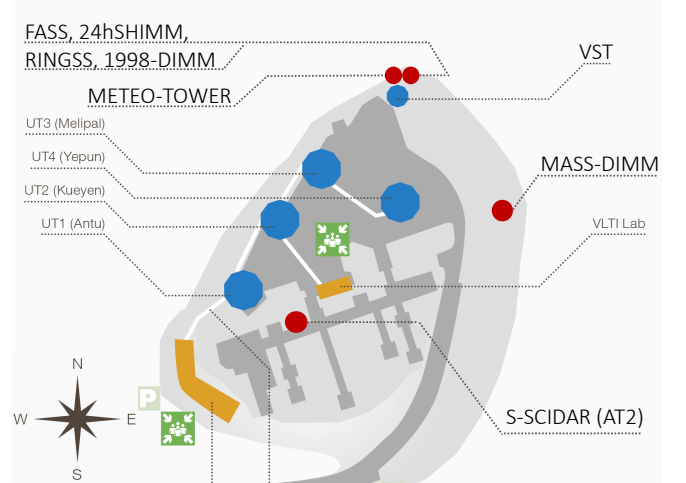 FASS, 24hSHIMM,
RINGSS, 1998-DIMM
VST
METEO-TOWER
UT3 (Melipal)
UT4 (Yepun)
MASS-DIMM
UT2 (Kueyen)
UT1 (Antu)
VLTI Lab
N
P
W
E
S-SCIDAR (AT2)
S